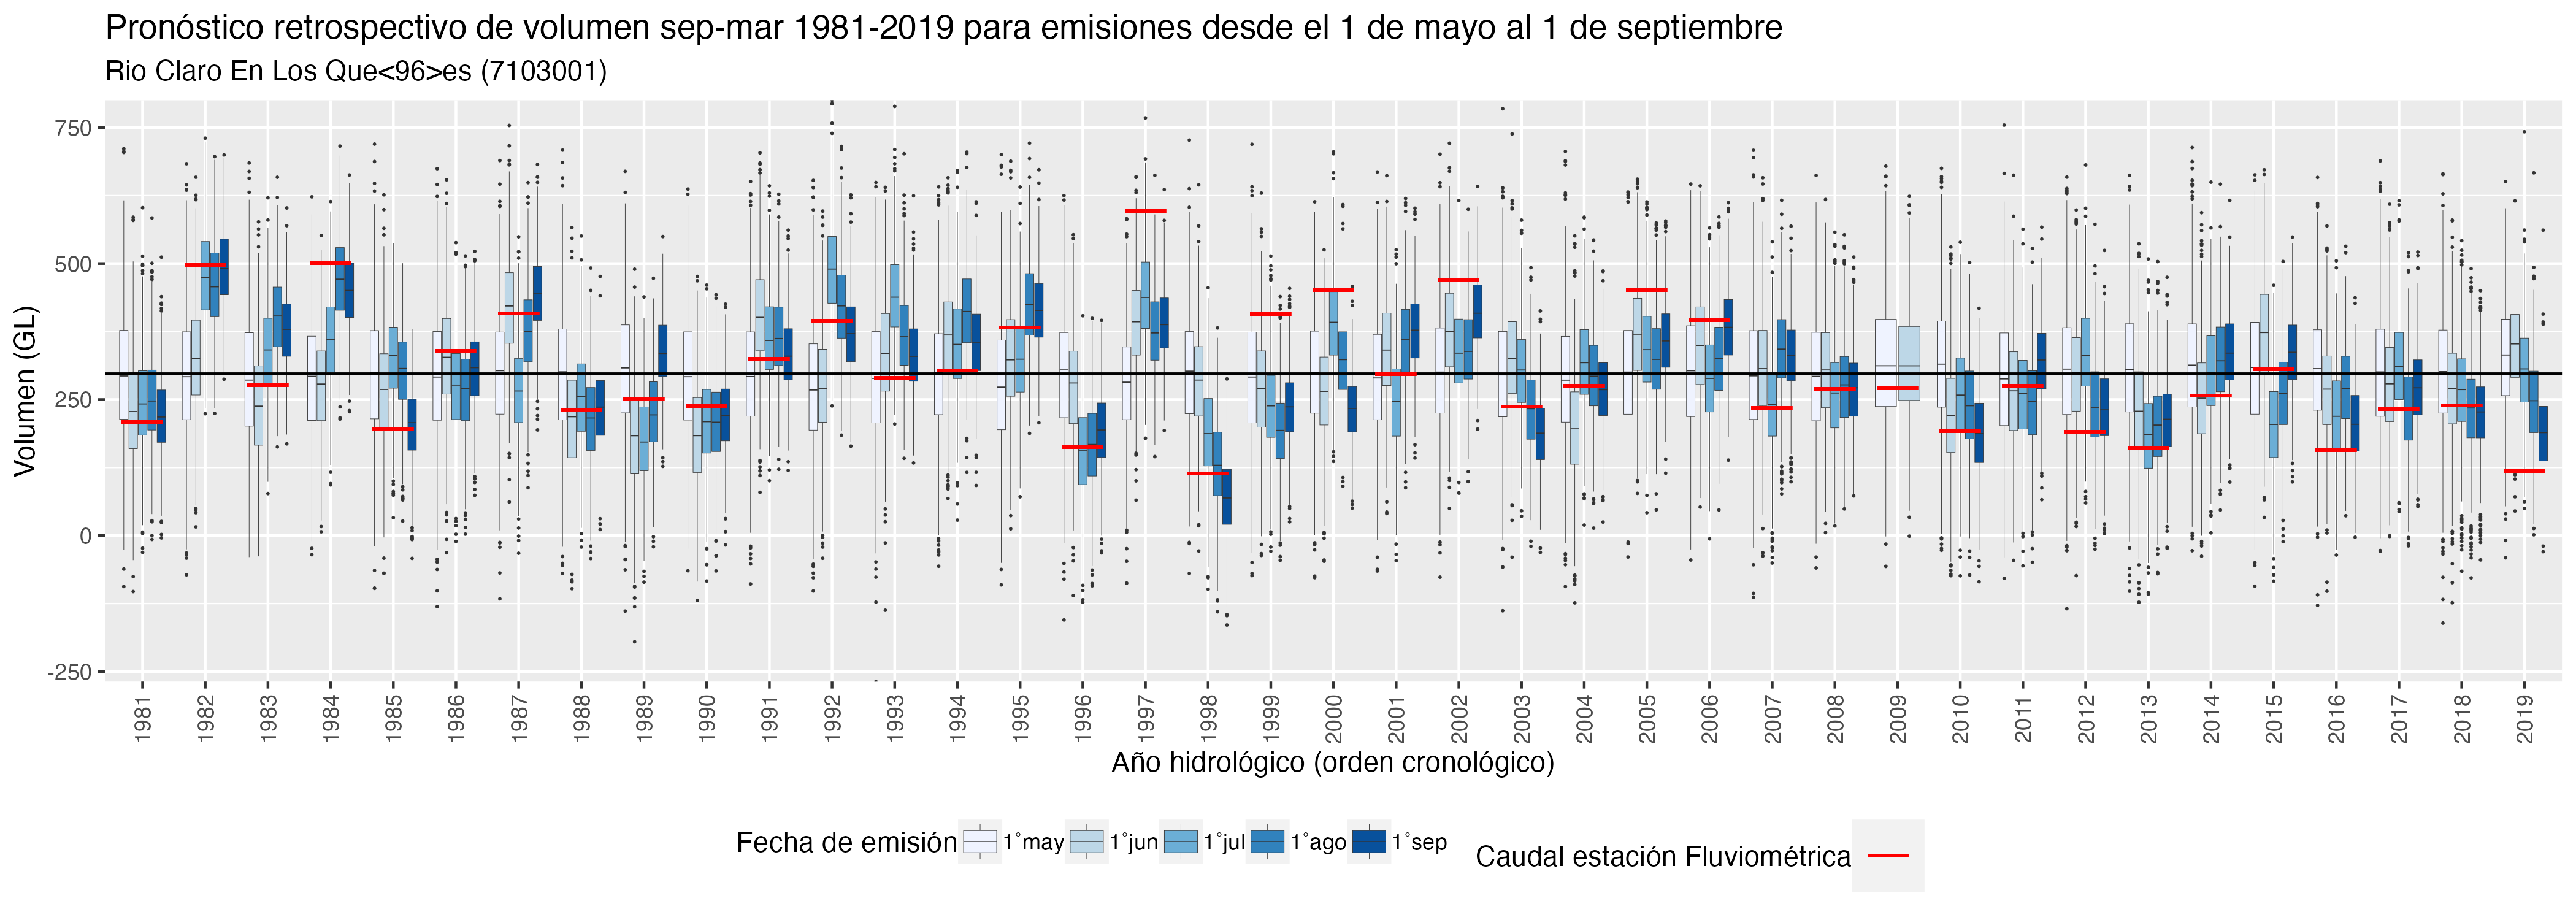 Pronóstico retrospectivo de volumen sep-mar 1981-2019 para emisiones desde el 1 de mayo al 1 de septiembre
Rio Claro En Los Que<96>es (7103001)
Volumen (GL)
750
500
250
0
-250
1981 1982 1983 1984 1985 1986 1987 1988 1989 1990 1991 1992 1993 1994 1995 1996 1997 1998 1999 2000 2001 2002 2003 2004 2005 2006 2007 2008 2009 2010 2011 2012 2013 2014 2015 2016 2017 2018 2019
Año hidrológico (orden cronológico)
Fecha de emisión 1°may 1°jun 1°jul 1°ago 1°sep
Caudal estación Fluviométrica